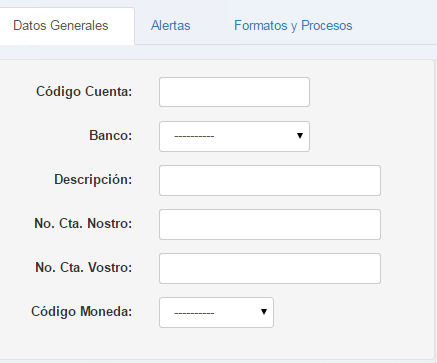 Datos Generales Alertas Formatos y Procesos
Código Cuenta:
Banco: ----------
Descripción:
No. Cta. Nostro:
No. Cta. Vostro:
Código Moneda: ----------